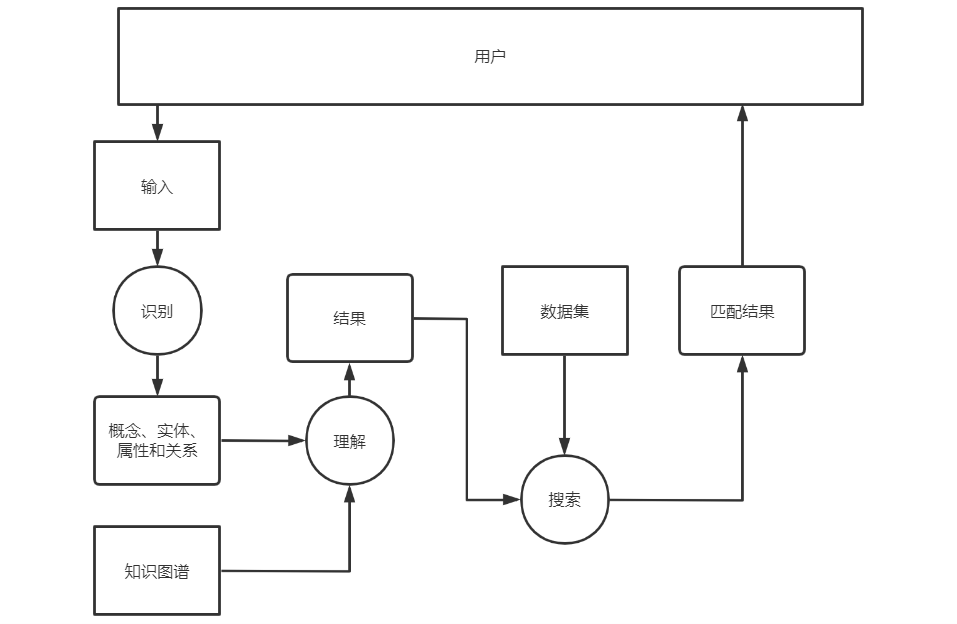 用户
输入
识别
结果
数据集
匹配结果
概念、实体、
属性和关系
理解
搜索
知识图谱